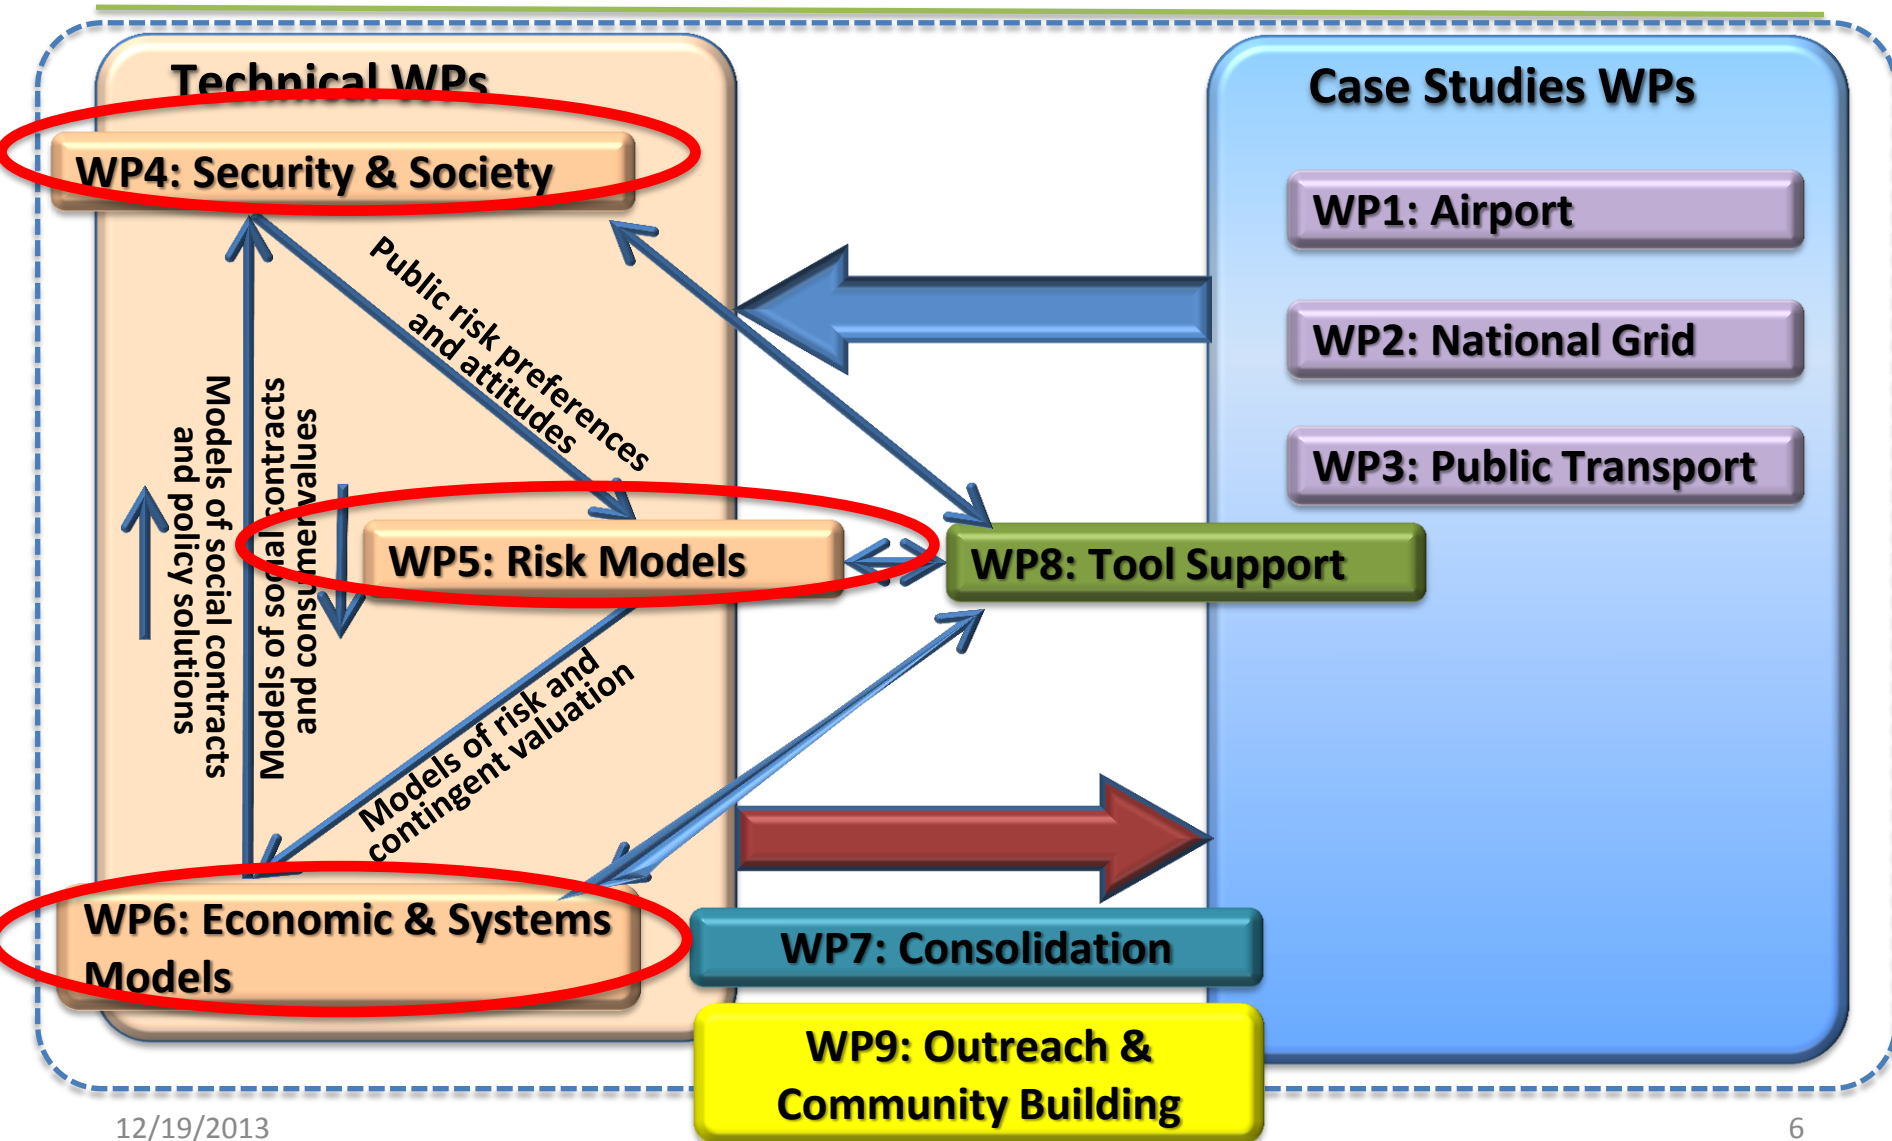 Technical WPs
Case Studies WPs
WP4: Security & Society
WP1: Airport
WP2: National Grid
WP3: Public Transport
Public risk preferences
and attitudes
Models of social contracts
and policy solutions
Models of social contracts
and consumer values
WP5: Risk Models
WP8: Tool Support
Models of risk and
contingent valuation
WP6: Economic & Systems
Models
WP7: Consolidation
WP9: Outreach &
Community Building
12/19/2013
6